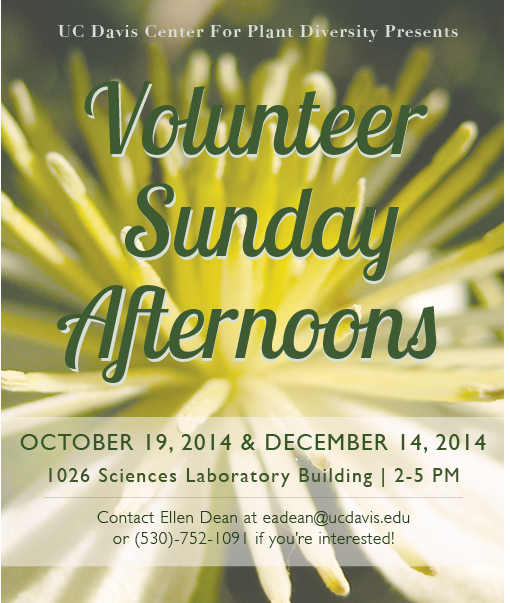 UC Davis Center For Plant Diversity Presents
Volunteer
Sunday
Afternoons
OCTOBER 19, 2014 & DECEMBER 14, 2014
1026 Sciences Laboratory Building | 2-5 PM
Contact Ellen Dean at eadean@ucdavis.edu
or (530)-752-1091 if you're interested!